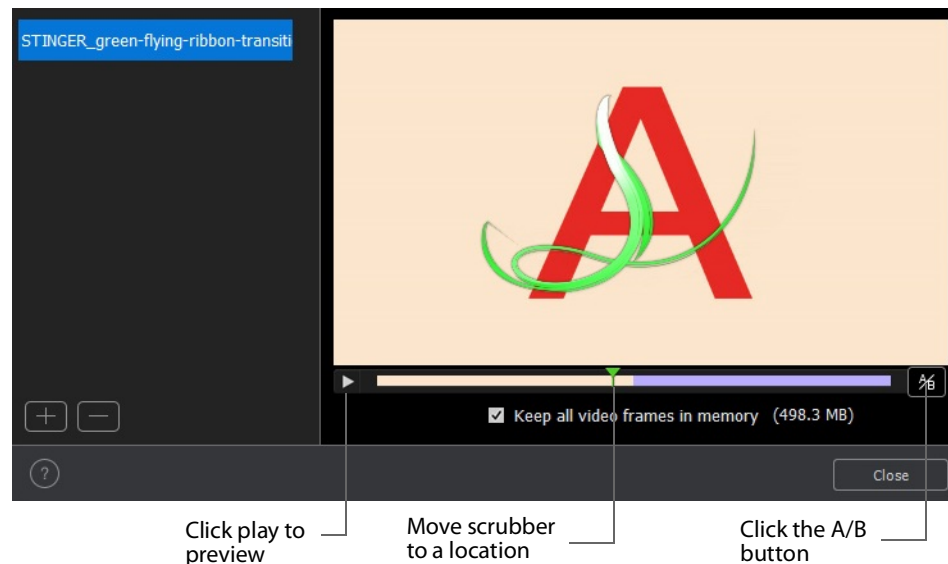 STINGER_green-flying-ribbon-transiti
A
A/B
Keep all video frames in memory (498.3 MB)
?
Close
Click play to
preview
Move scrubber
to a location
Click the A/B
button